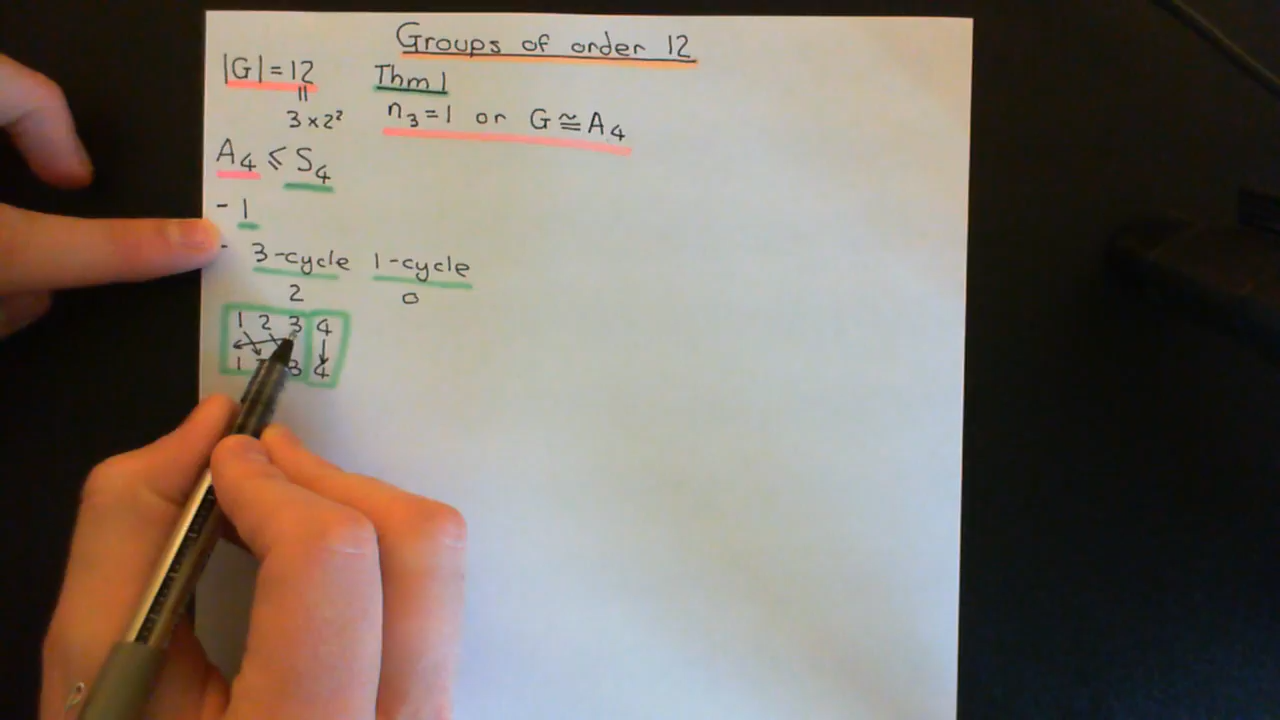 Groups of order 12
|G| = 12
॥
3 × 2²
Thm 1
n₃ = 1 or G ≅ A₄
A₄ ⩽ S₄
- 1
- 3-cycle 1-cycle
2 0
1 2 3 4
1 3 4